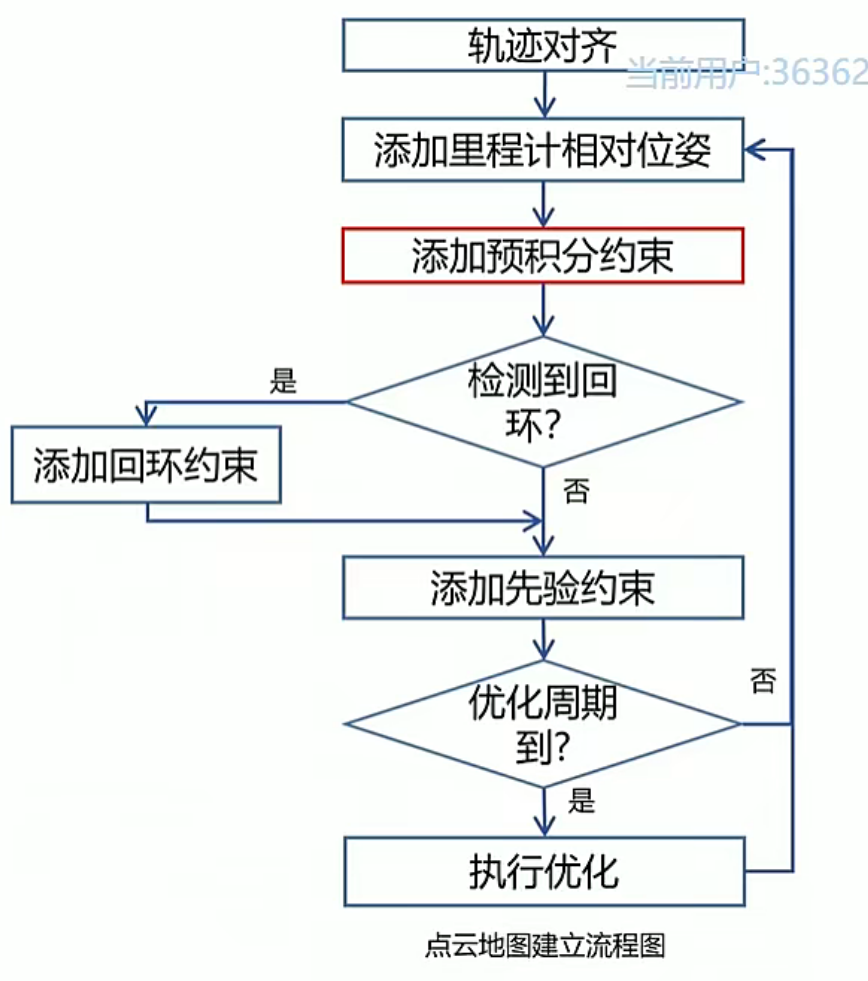 轨迹对齐
当前用户:36362
添加里程计相对位姿
添加预积分约束
检测到回
环?
是
添加回环约束
否
添加先验约束
优化周期
到?
否
是
执行优化
点云地图建立流程图